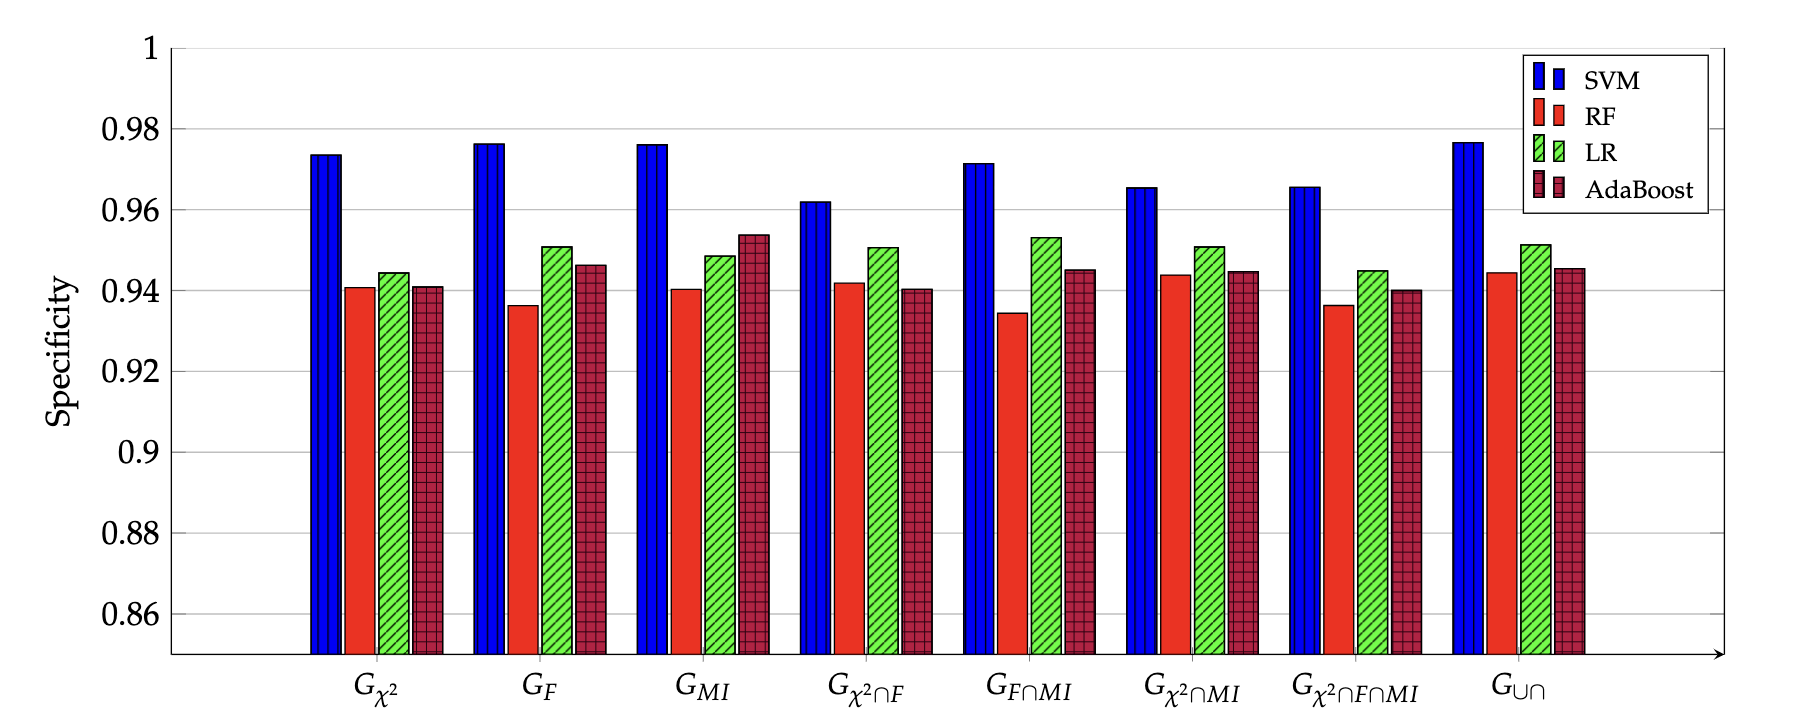 1
0.98
0.96
0.94
0.92
0.9
0.88
0.86
Specificity
SVM
RF
LR
AdaBoost
G_{χ²} G_F G_{MI} G_{χ²∩F} G_{F∩MI} G_{χ²∩MI} G_{χ²∩F∩MI} G_{∪∩}